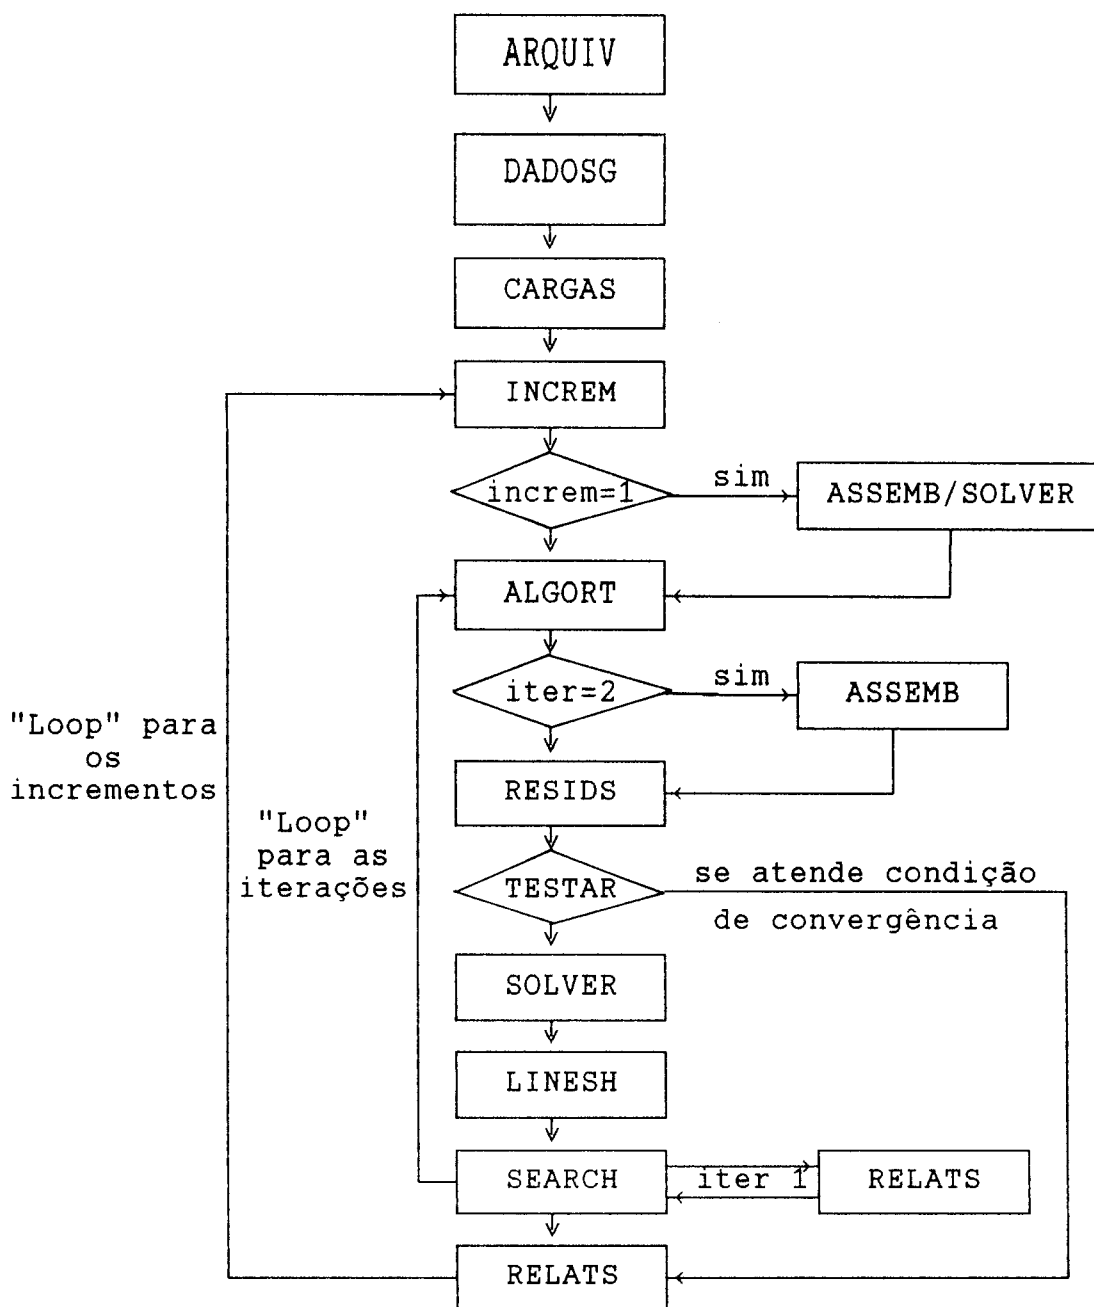 ARQUIV
DADOSG
CARGAS
INCREM
increm=1
sim
ASSEMB/SOLVER
ALGORT
iter=2
sim
ASSEMB
"Loop" para
os
incrementos
RESIDS
"Loop"
para as
iterações
TESTAR
se atende condição
de convergência
SOLVER
LINESH
SEARCH
iter 1
RELATS
RELATS